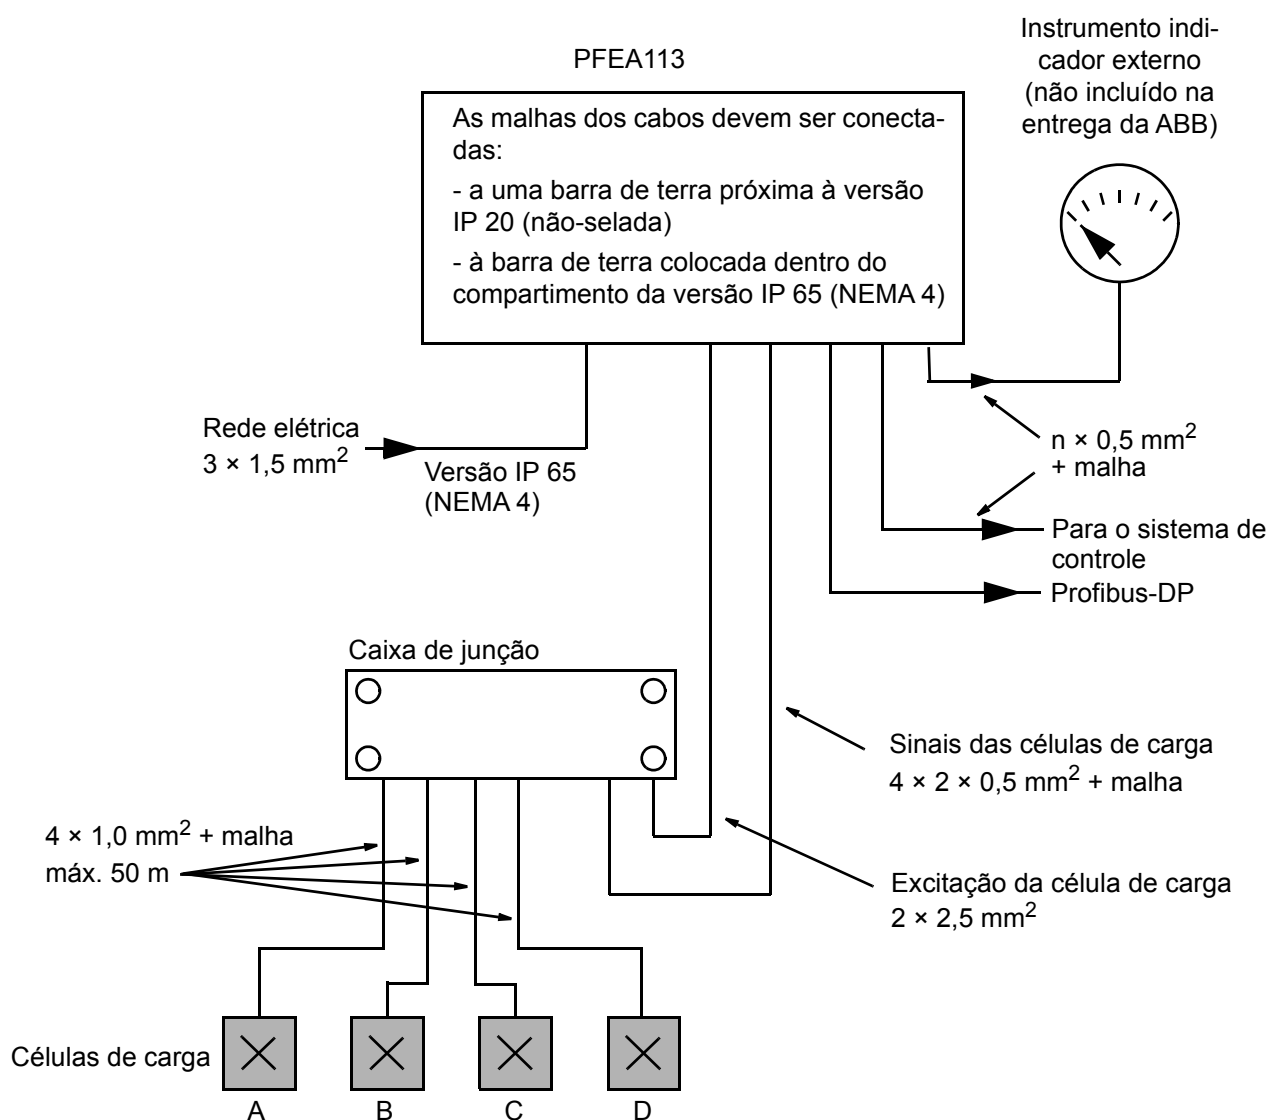 PFEA113
Instrumento indi-
cador externo
(não incluído na
entrega da ABB)
As malhas dos cabos devem ser conecta-
das:
- a uma barra de terra próxima à versão
IP 20 (não-selada)
- à barra de terra colocada dentro do
compartimento da versão IP 65 (NEMA 4)
Rede elétrica
3 × 1,5 mm²
Versão IP 65
(NEMA 4)
n × 0,5 mm²
+ malha
Para o sistema de
controle
Profibus-DP
Caixa de junção
Sinais das células de carga
4 × 2 × 0,5 mm² + malha
4 × 1,0 mm² + malha
máx. 50 m
Excitação da célula de carga
2 × 2,5 mm²
Células de carga
A B C D